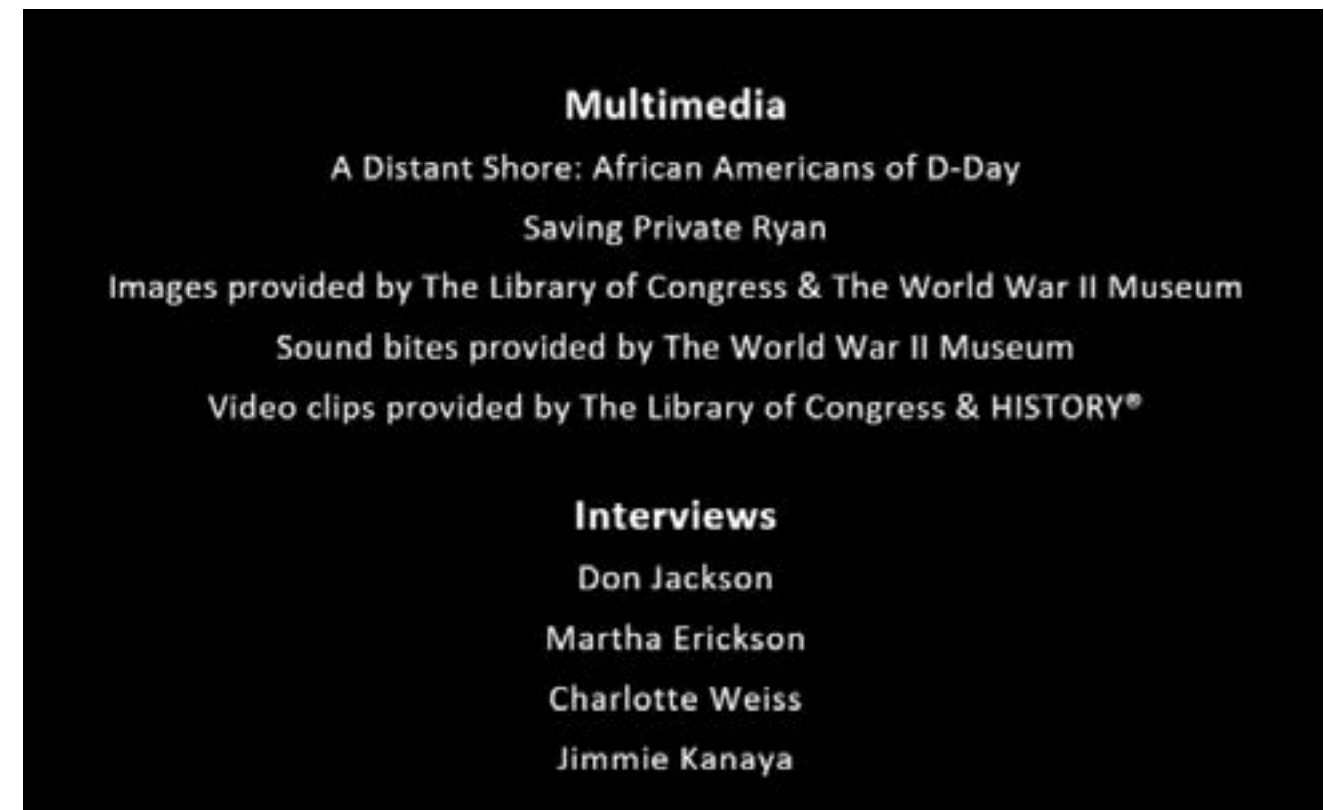 Multimedia
A Distant Shore: African Americans of D-Day
Saving Private Ryan
Images provided by The Library of Congress & The World War II Museum
Sound bites provided by The World War II Museum
Video clips provided by The Library of Congress & HISTORY®
Interviews
Don Jackson
Martha Erickson
Charlotte Weiss
Jimmie Kanaya